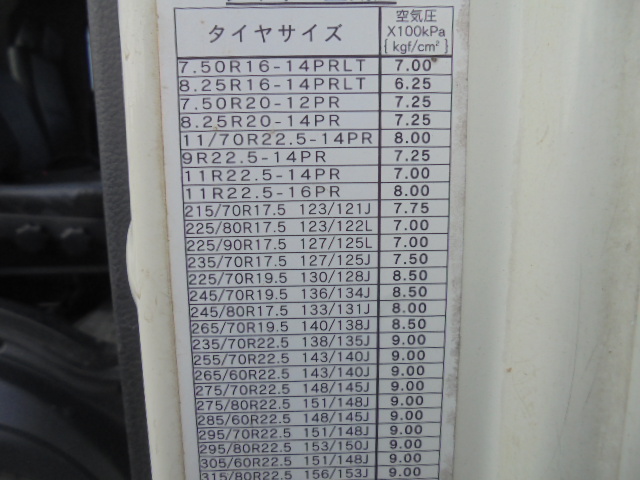 タイヤサイズ 空気圧
X100kPa
{kgf/cm²}
7.50R16-14PRLT 7.00
8.25R16-14PRLT 6.25
7.50R20-12PR 7.25
8.25R20-14PR 7.25
11/70R22.5-14PR 8.00
9R22.5-14PR 7.25
11R22.5-14PR 7.00
11R22.5-16PR 8.00
215/70R17.5 123/121J 7.75
225/80R17.5 123/122L 7.00
225/90R17.5 127/125L 7.00
235/70R17.5 127/125J 7.50
225/70R19.5 130/128J 8.50
245/70R19.5 136/134J 8.50
245/80R17.5 133/131J 8.00
265/70R19.5 140/138J 8.50
235/70R22.5 138/135J 9.00
255/70R22.5 143/140J 9.00
265/60R22.5 143/140J 9.00
275/70R22.5 148/145J 9.00
275/80R22.5 151/148J 9.00
285/60R22.5 148/145J 9.00
295/70R22.5 151/148J 9.00
295/80R22.5 153/150J 9.00
305/60R22.5 151/148J 9.00
315/80R22.5 156/153J 9.00